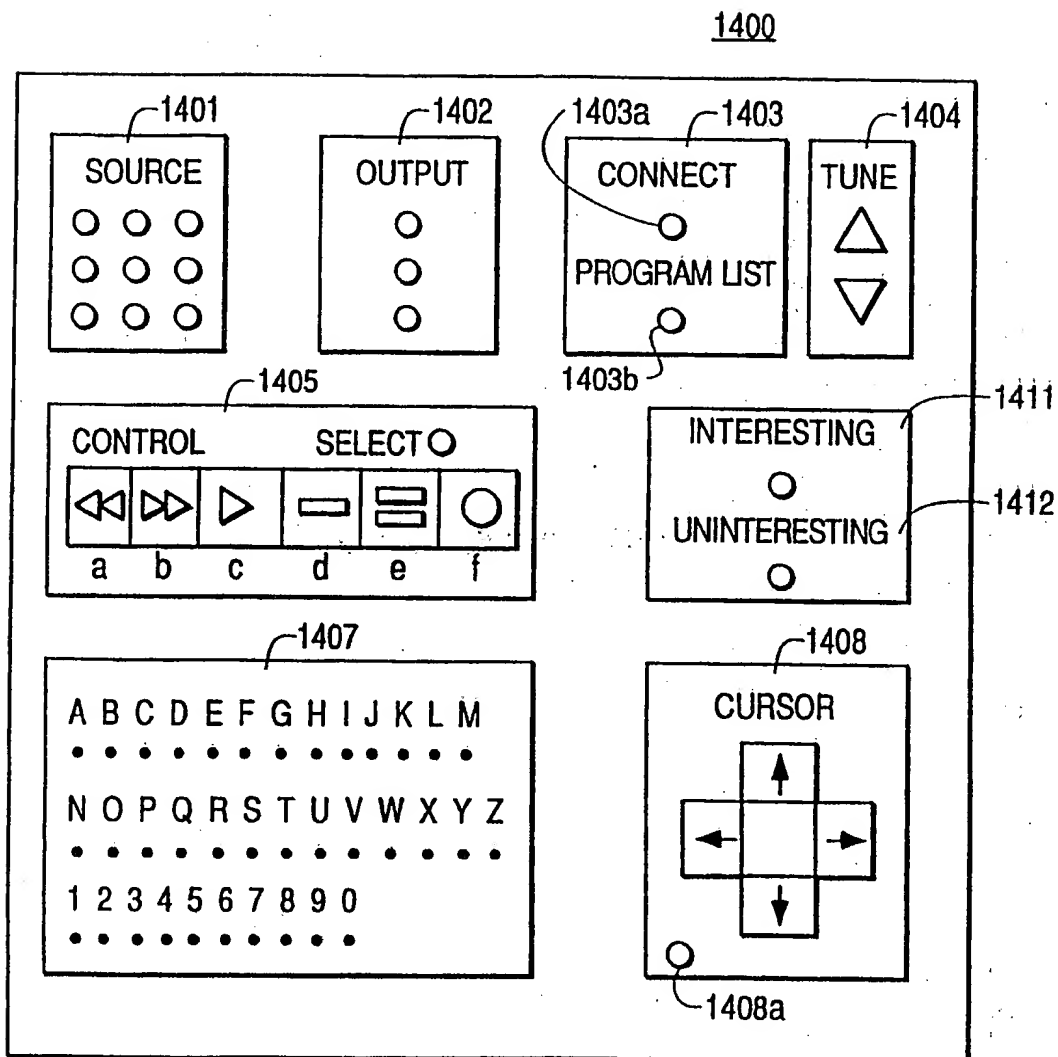 1400
1401
1402
1403a
1403
1404
SOURCE
OUTPUT
CONNECT
TUNE
PROGRAM LIST
1403b
1405
1411
CONTROL SELECT
INTERESTING
1412
UNINTERESTING
a b c d e f
1407
1408
A B C D E F G H I J K L M
CURSOR
N O P Q R S T U V W X Y Z
1 2 3 4 5 6 7 8 9 0
1408a